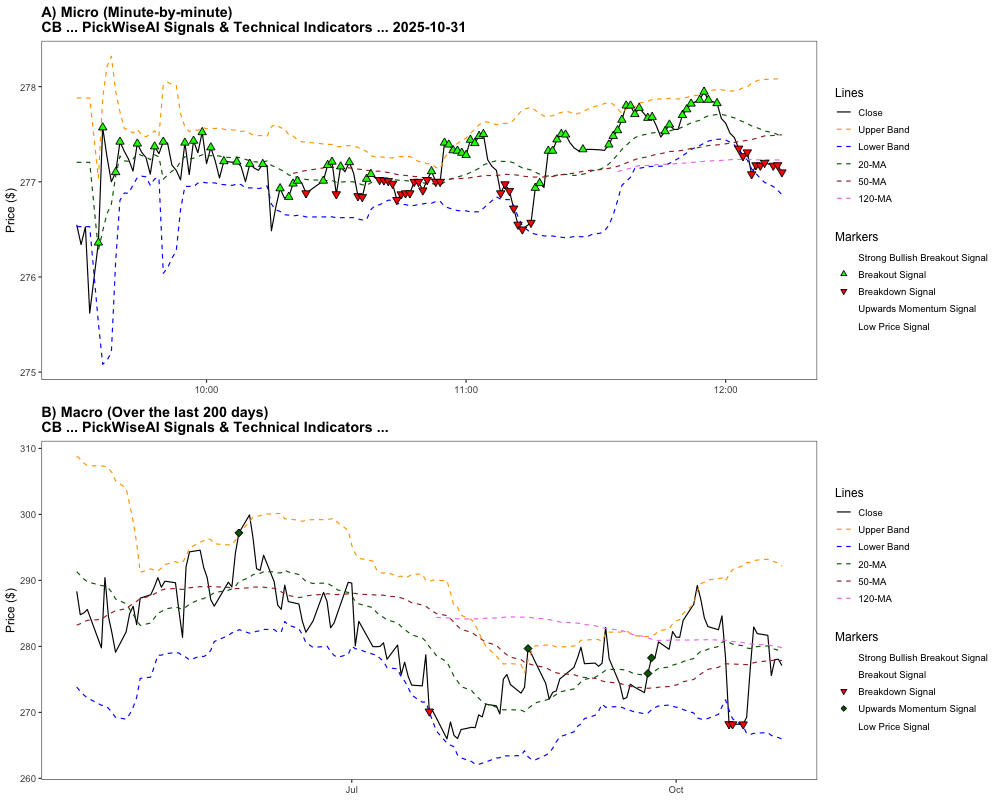 A) Micro (Minute-by-minute)
CB ... PickWiseAI Signals & Technical Indicators ... 2025-10-31
Price ($)
278
277
276
275
10:00
11:00
12:00
Lines
Close
Upper Band
Lower Band
20-MA
50-MA
120-MA
Markers
Strong Bullish Breakout Signal
Breakout Signal
Breakdown Signal
Upwards Momentum Signal
Low Price Signal
B) Macro (Over the last 200 days)
CB ... PickWiseAI Signals & Technical Indicators ...
Price ($)
310
300
290
280
270
260
Jul
Oct
Lines
Close
Upper Band
Lower Band
20-MA
50-MA
120-MA
Markers
Strong Bullish Breakout Signal
Breakout Signal
Breakdown Signal
Upwards Momentum Signal
Low Price Signal